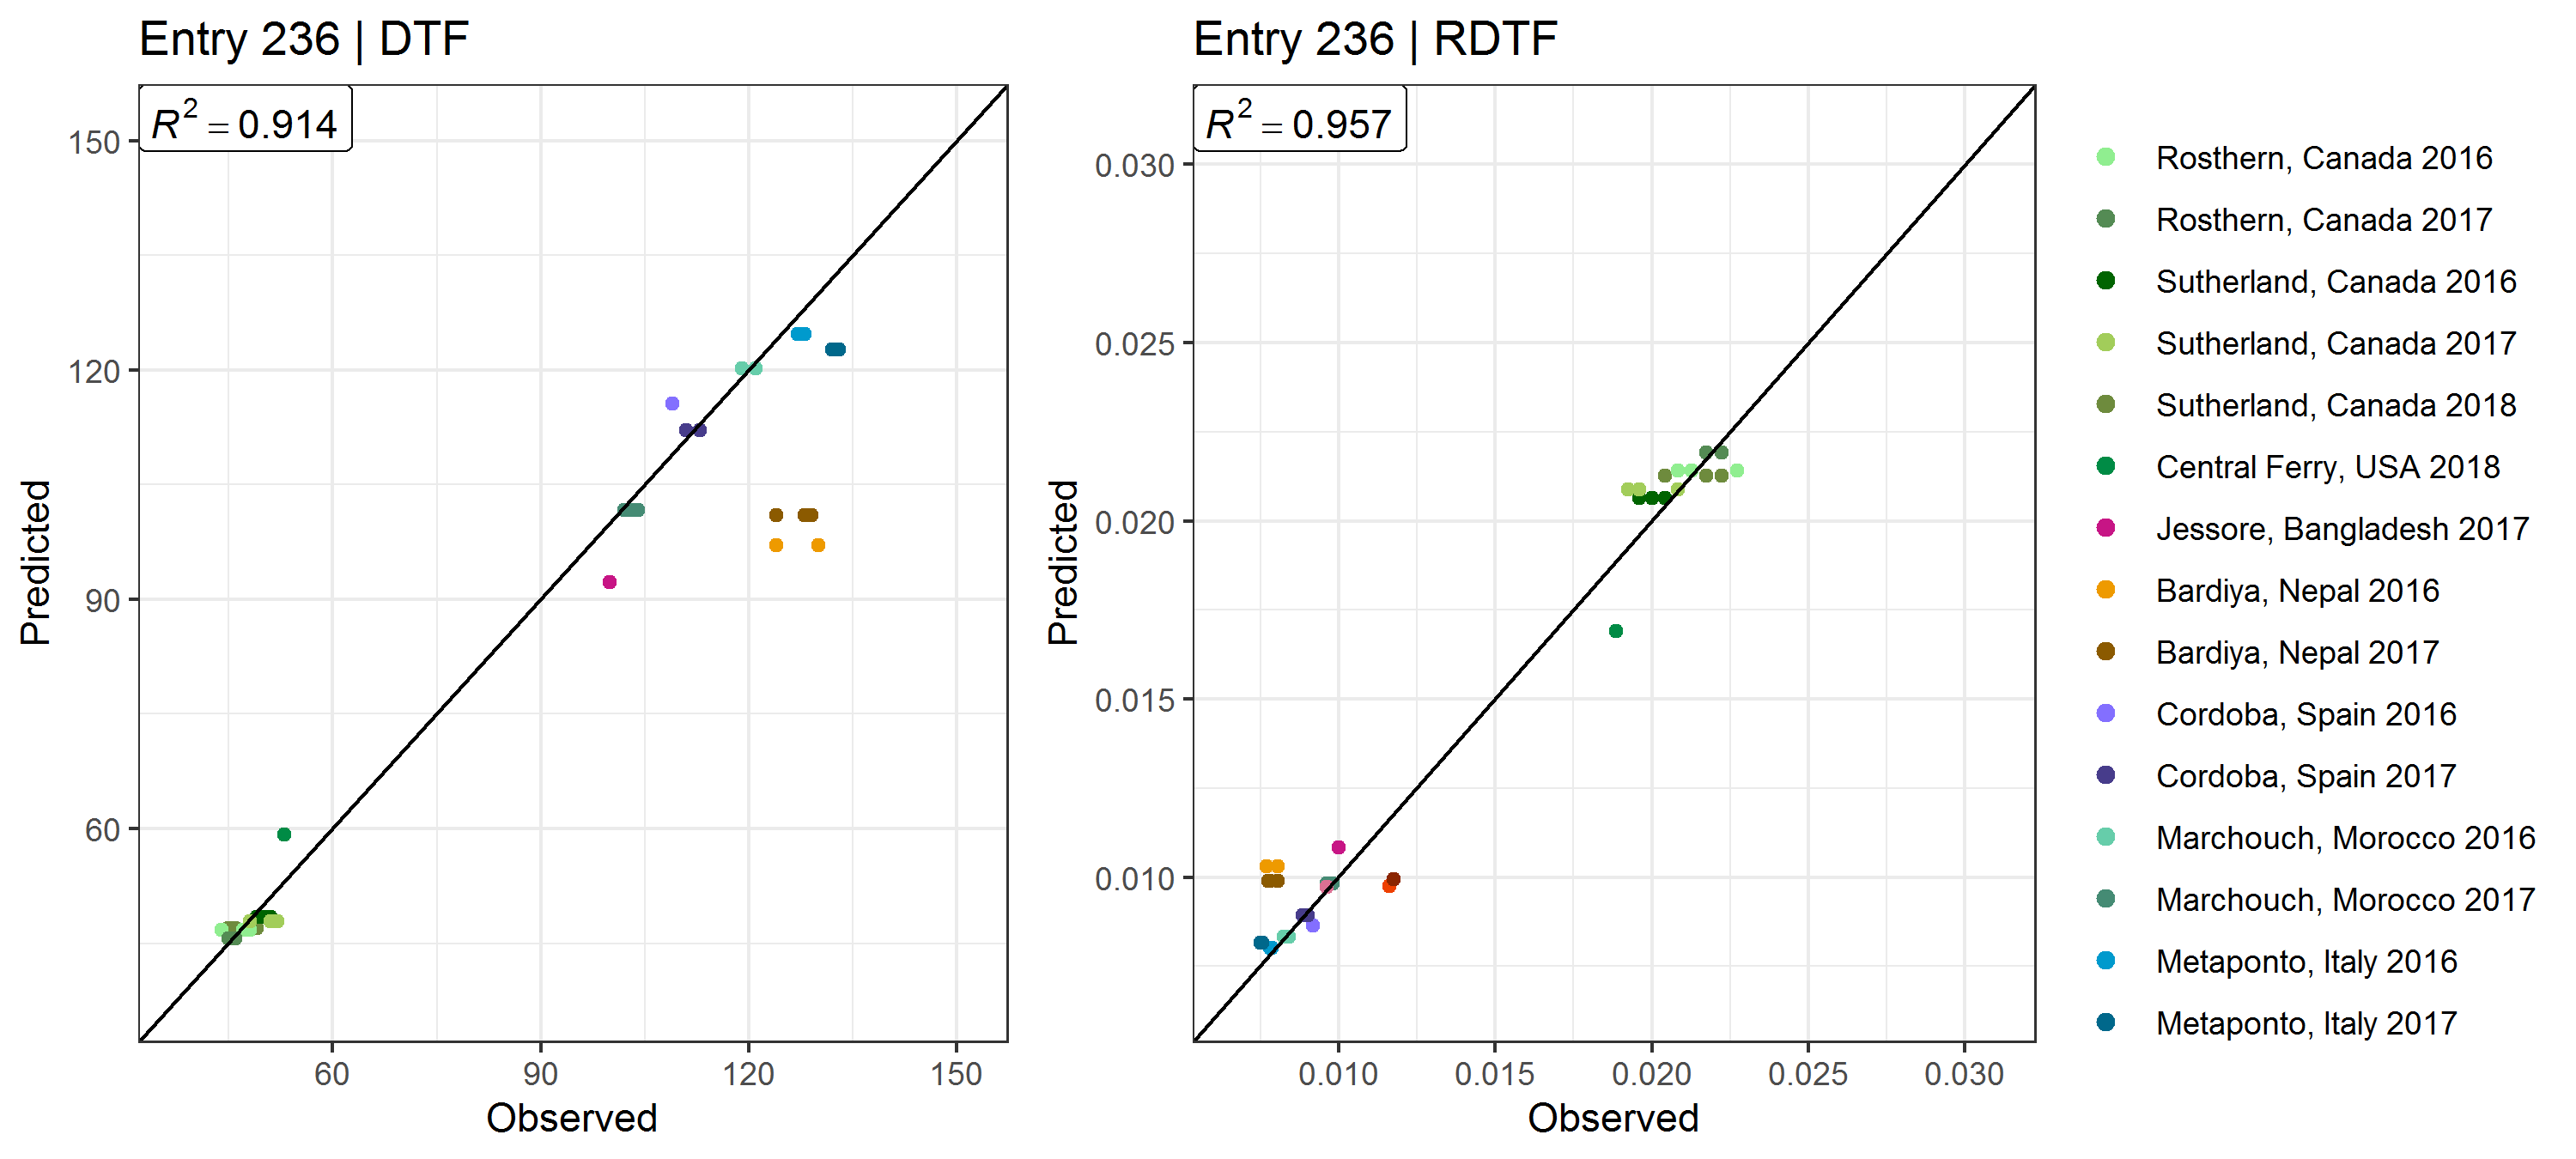 Entry 236 | DTF
R² = 0.914
150
120
90
60
Predicted
60 90 120 150
Observed
Entry 236 | RDTF
R² = 0.957
0.030
0.025
0.020
0.015
0.010
Predicted
0.010 0.015 0.020 0.025 0.030
Observed
Rosthern, Canada 2016
Rosthern, Canada 2017
Sutherland, Canada 2016
Sutherland, Canada 2017
Sutherland, Canada 2018
Central Ferry, USA 2018
Jessore, Bangladesh 2017
Bardiya, Nepal 2016
Bardiya, Nepal 2017
Cordoba, Spain 2016
Cordoba, Spain 2017
Marchouch, Morocco 2016
Marchouch, Morocco 2017
Metaponto, Italy 2016
Metaponto, Italy 2017